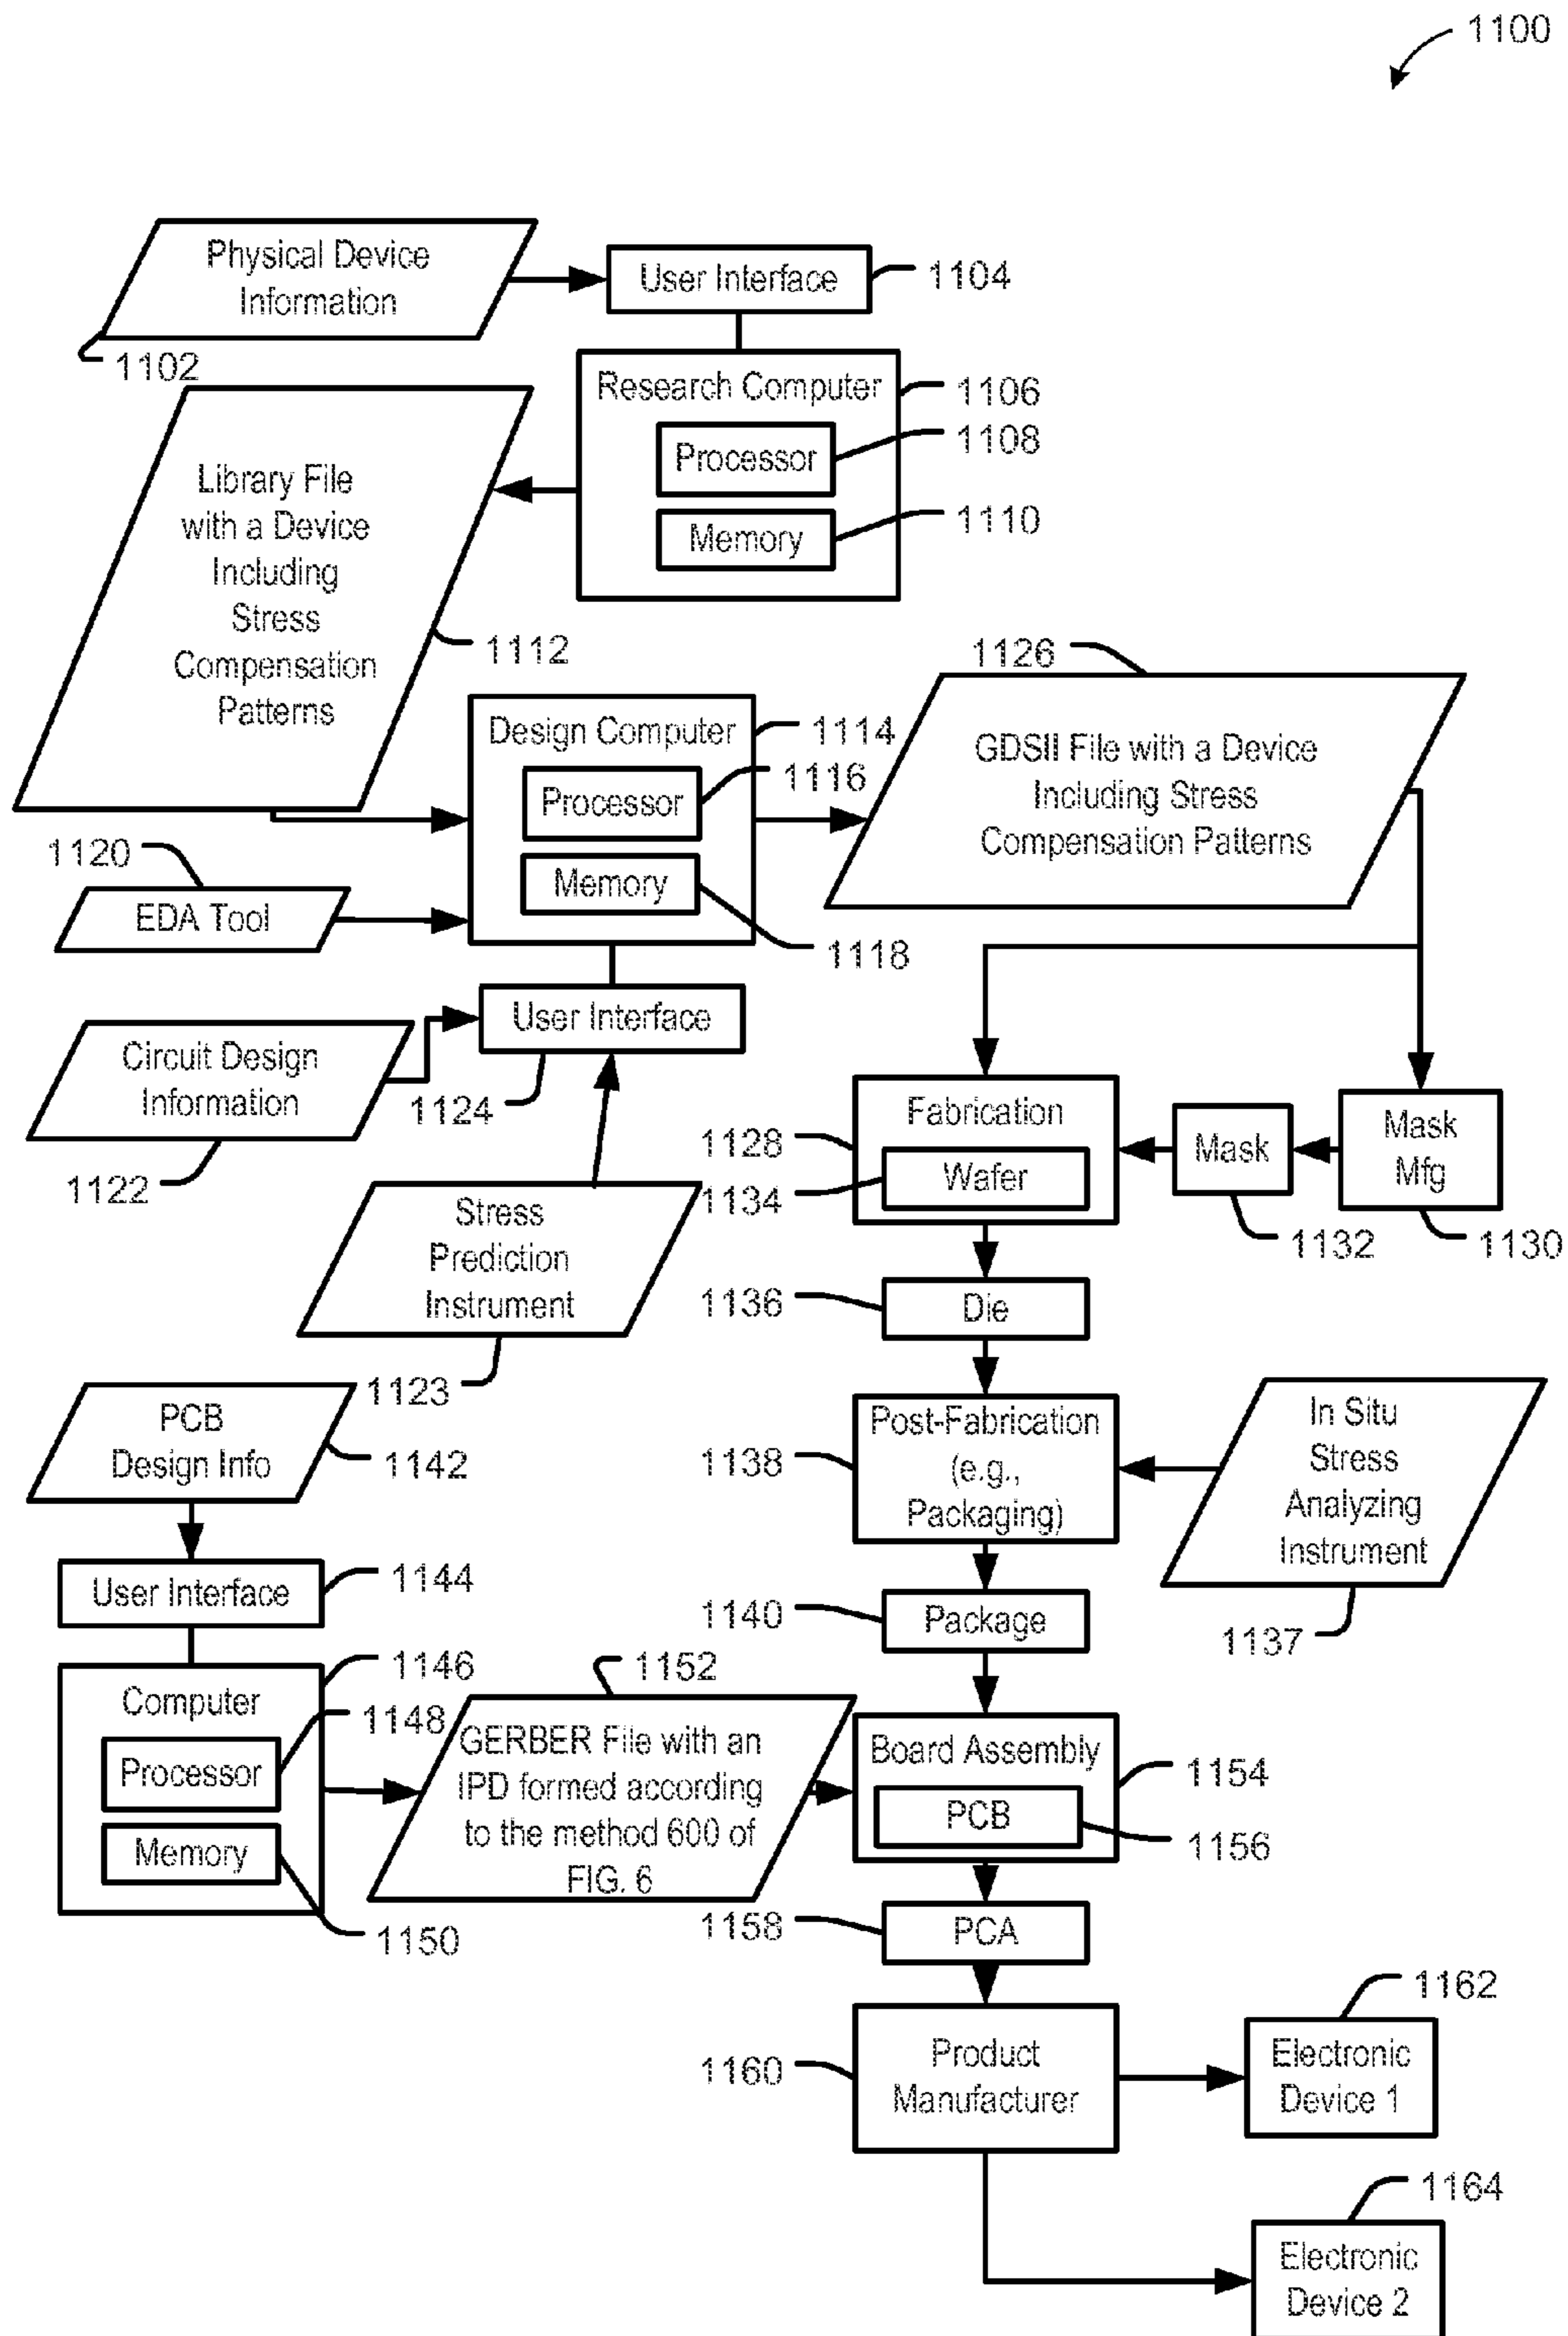 1100
Physical Device
Information
1102
User Interface
1104
Research Computer
1106
Processor
1108
Memory
1110
Library File
with a Device
Including
Stress
Compensation
Patterns
1112
Design Computer
1114
Processor
1116
Memory
1118
1120
EDA Tool
1126
GDSII File with a Device
Including Stress
Compensation Patterns
User Interface
1124
Circuit Design
Information
1122
Stress
Prediction
Instrument
1123
Fabrication
1128
Wafer
1134
Mask
1132
Mask
Mfg
1130
1136
Die
Post-Fabrication
(e.g.,
Packaging)
1138
In Situ
Stress
Analyzing
Instrument
1137
1140
Package
PCB
Design Info
1142
User Interface
1144
Computer
1146
Processor
1148
Memory
1150
1152
GERBER File with an
IPD formed according
to the method 600 of
FIG. 6
Board Assembly
1154
PCB
1156
1158
PCA
1160
Product
Manufacturer
1162
Electronic
Device 1
1164
Electronic
Device 2